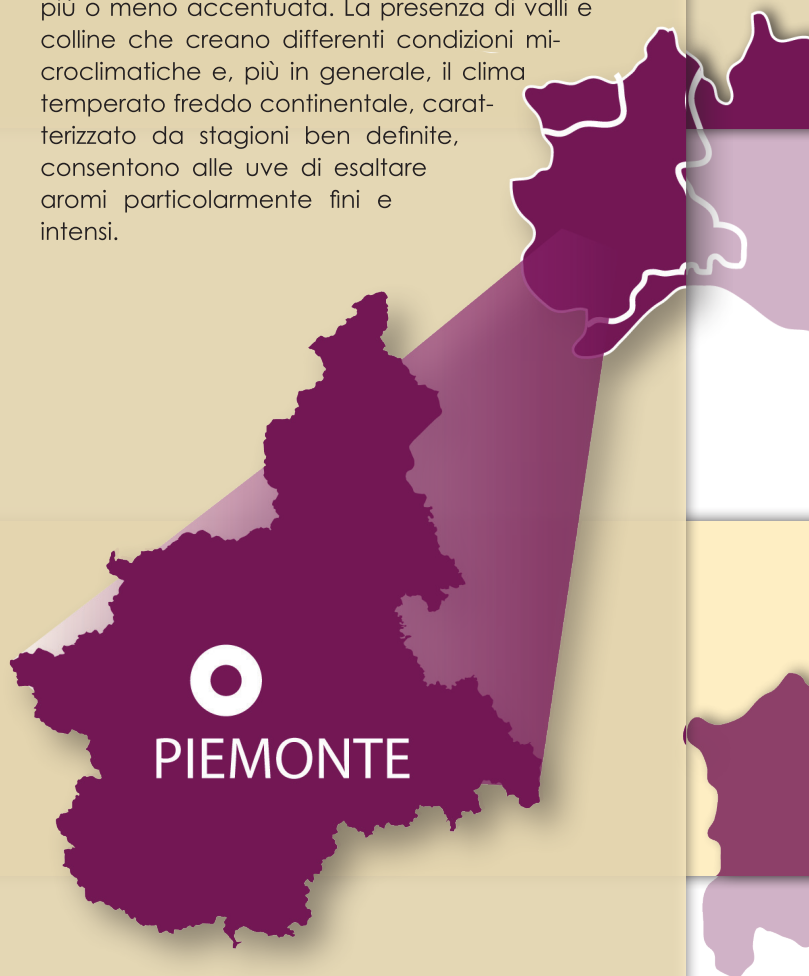 più o meno accentuata. La presenza di valli e
colline che creano differenti condizioni mi-
croclimatiche e, più in generale, il clima
temperato freddo continentale, carat-
terizzato da stagioni ben definite,
consentono alle uve di esaltare
aromi particolarmente fini e
intensi.
PIEMONTE